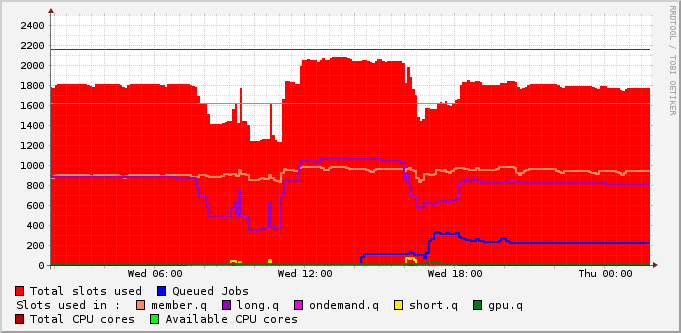 RRDTOOL / TOBI OETIKER
2400
2200
2000
1800
1600
1400
1200
1000
800
600
400
200
0
Wed 06:00 Wed 12:00 Wed 18:00 Thu 00:00
Total slots used Queued Jobs
Slots used in : member.q long.q ondemand.q short.q gpu.q
Total CPU cores Available CPU cores